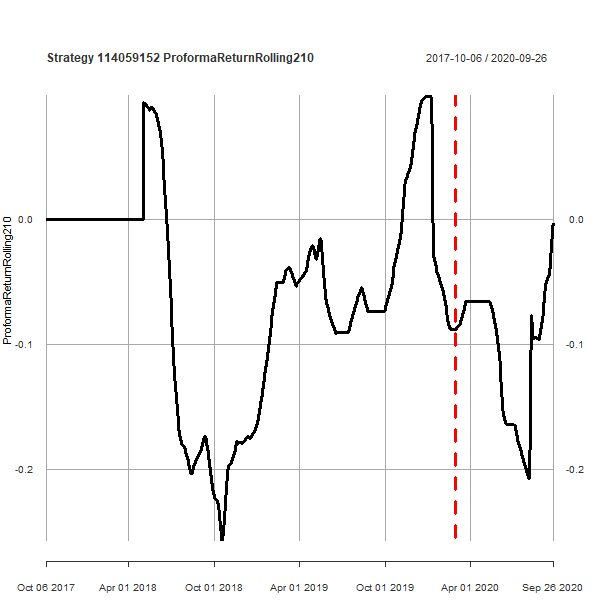 Strategy 114059152 ProformaReturnRolling210
2017-10-06 / 2020-09-26
ProformaReturnRolling210
0.0
-0.1
-0.2
0.0
-0.1
-0.2
Oct 06 2017
Apr 01 2018
Oct 01 2018
Apr 01 2019
Oct 01 2019
Apr 01 2020
Sep 26 2020